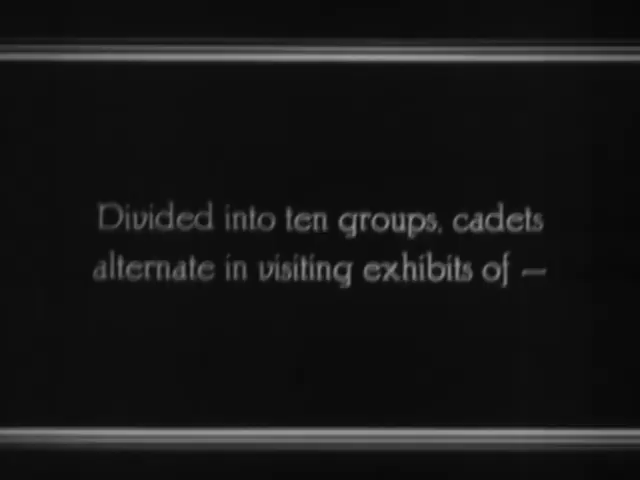 Divided into ten groups, cadets
alternate in visiting exhibits of —